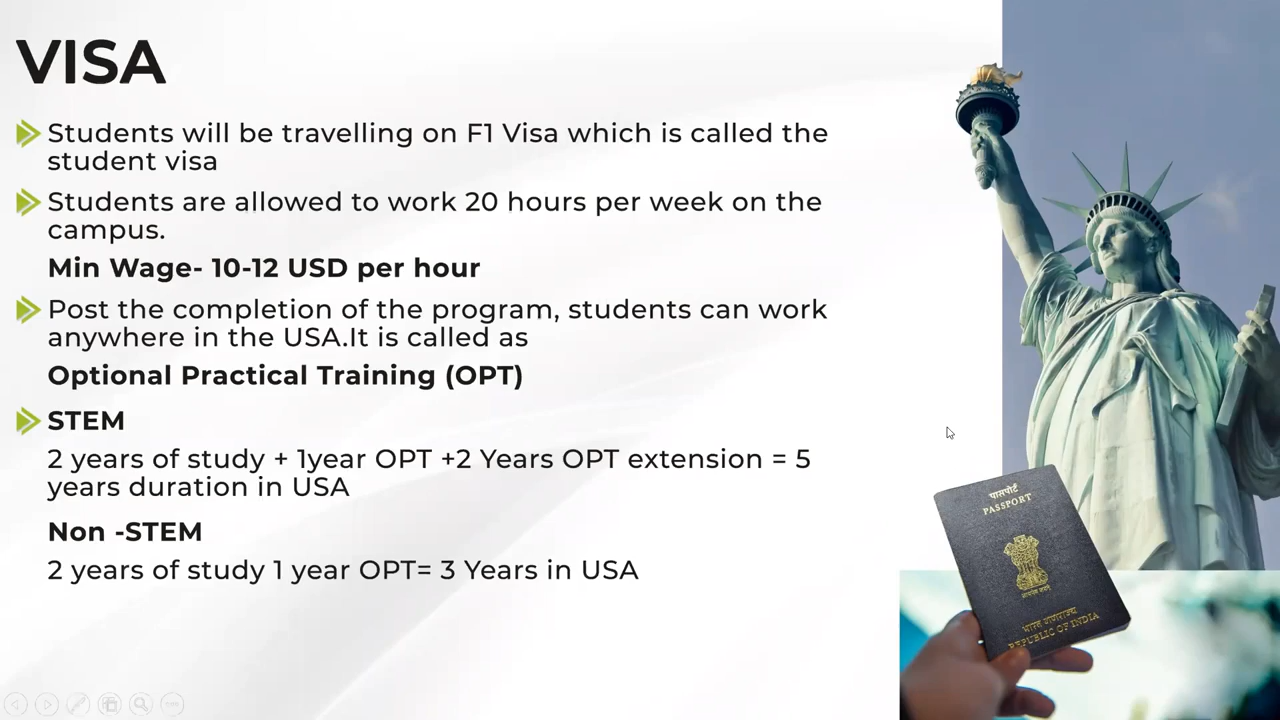 VISA
Students will be travelling on F1 Visa which is called the
student visa
Students are allowed to work 20 hours per week on the
campus.
Min Wage- 10-12 USD per hour
Post the completion of the program, students can work
anywhere in the USA.It is called as
Optional Practical Training (OPT)
STEM
2 years of study + 1year OPT +2 Years OPT extension = 5
years duration in USA
Non -STEM
2 years of study 1 year OPT= 3 Years in USA
पासपोर्ट
PASSPORT
भारत गणराज्य
REPUBLIC OF INDIA